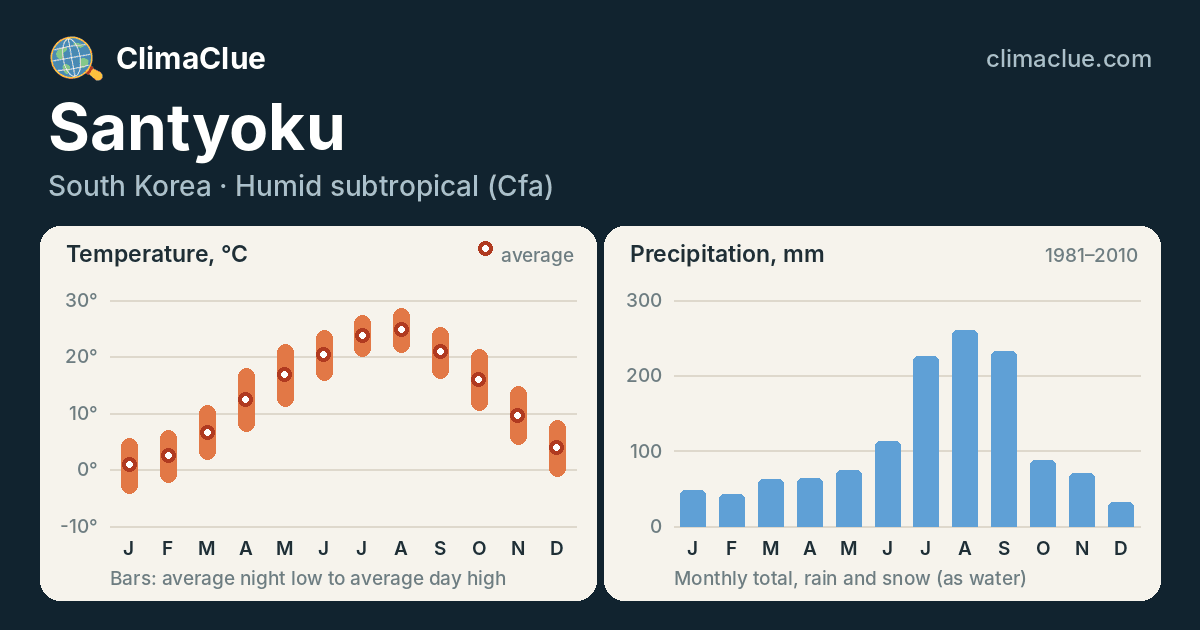 ClimaClue
climaclue.com
Santyoku
South Korea · Humid subtropical (Cfa)
Temperature, °C
average
30°
20°
10°
0°
-10°
J F M A M J J A S O N D
Bars: average night low to average day high
Precipitation, mm
1981–2010
300
200
100
0
J F M A M J J A S O N D
Monthly total, rain and snow (as water)